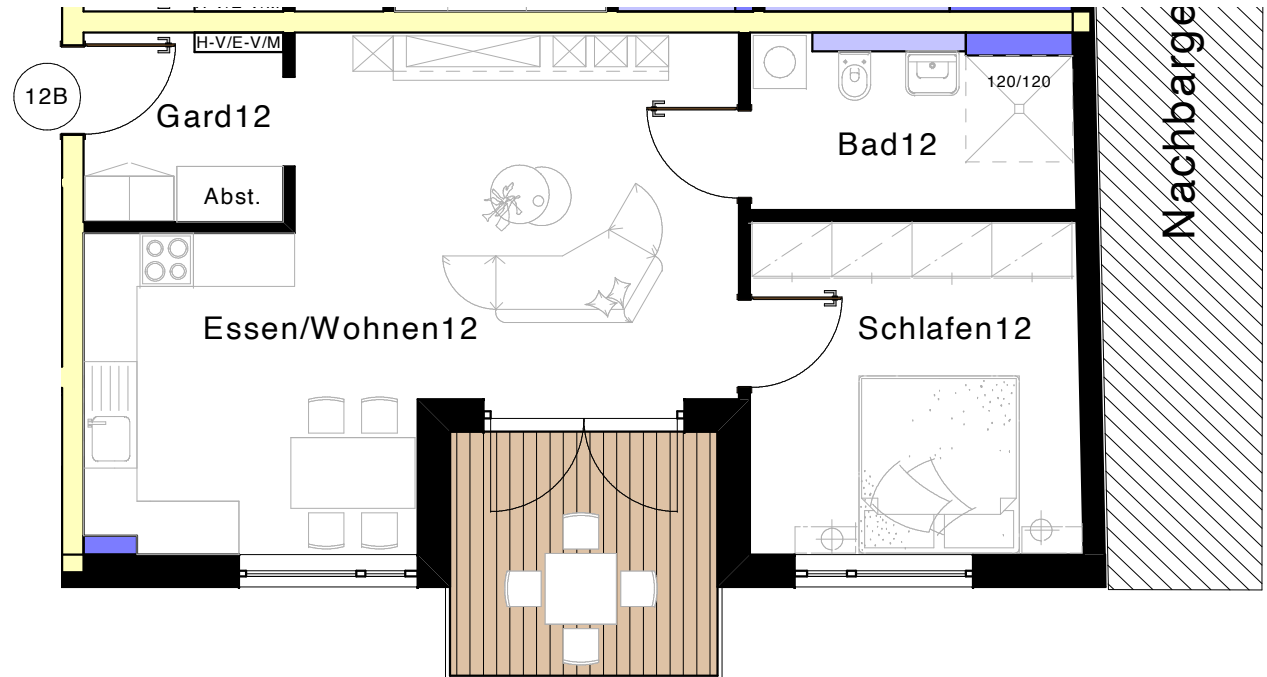 H-V/E-V/M
12B
Gard12
120/120
Bad12
Abst.
Essen/Wohnen12
Schlafen12
Nachbarge